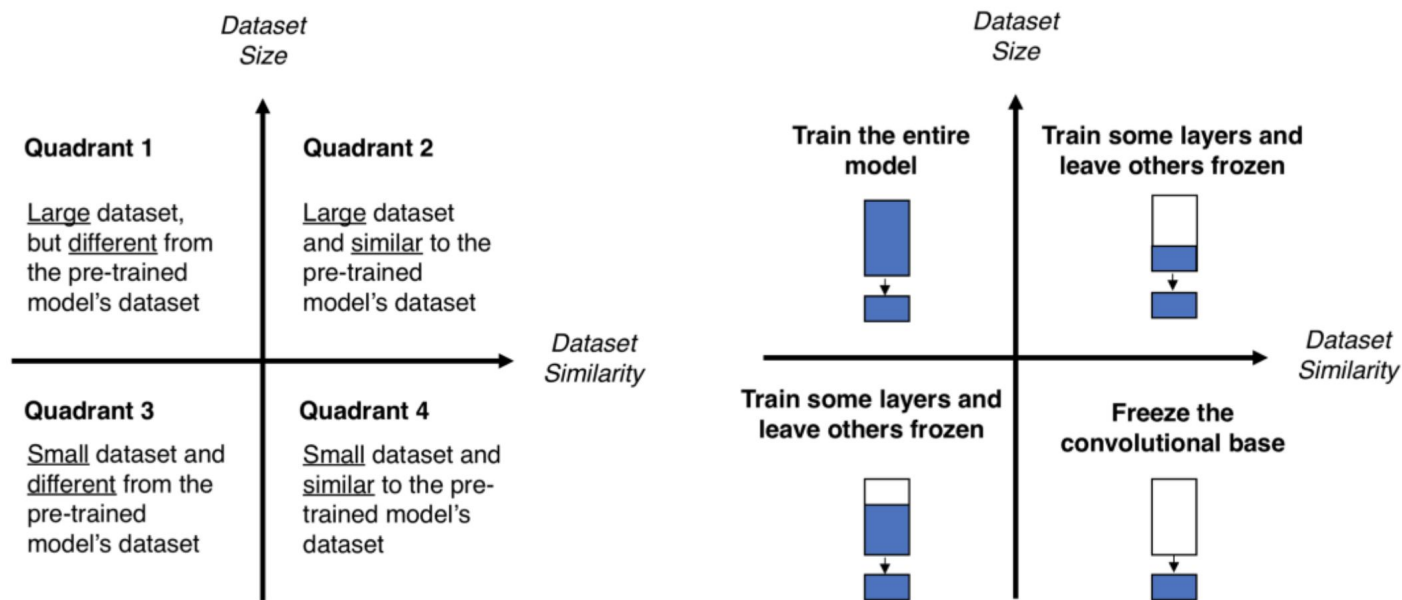 Dataset
Size
Quadrant 1
Large dataset,
but different from
the pre-trained
model's dataset
Quadrant 2
Large dataset
and similar to the
pre-trained
model's dataset
Dataset
Similarity
Quadrant 3
Small dataset and
different from the
pre-trained
model's dataset
Quadrant 4
Small dataset and
similar to the pre-
trained model's
dataset
Dataset
Size
Train the entire
model
Train some layers and
leave others frozen
Dataset
Similarity
Train some layers and
leave others frozen
Freeze the
convolutional base